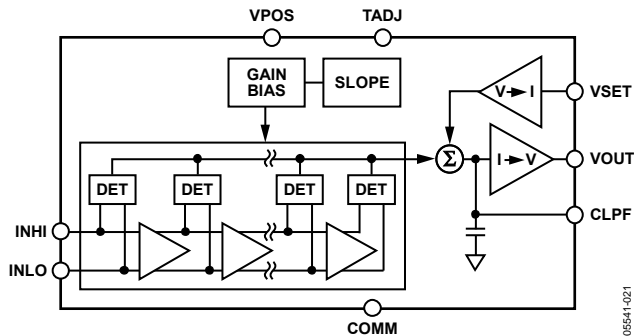 VPOS
TADJ
GAIN
BIAS
SLOPE
V I
VSET
Σ
I V
VOUT
DET
DET
DET
DET
CLPF
INHI
INLO
COMM
05541-021